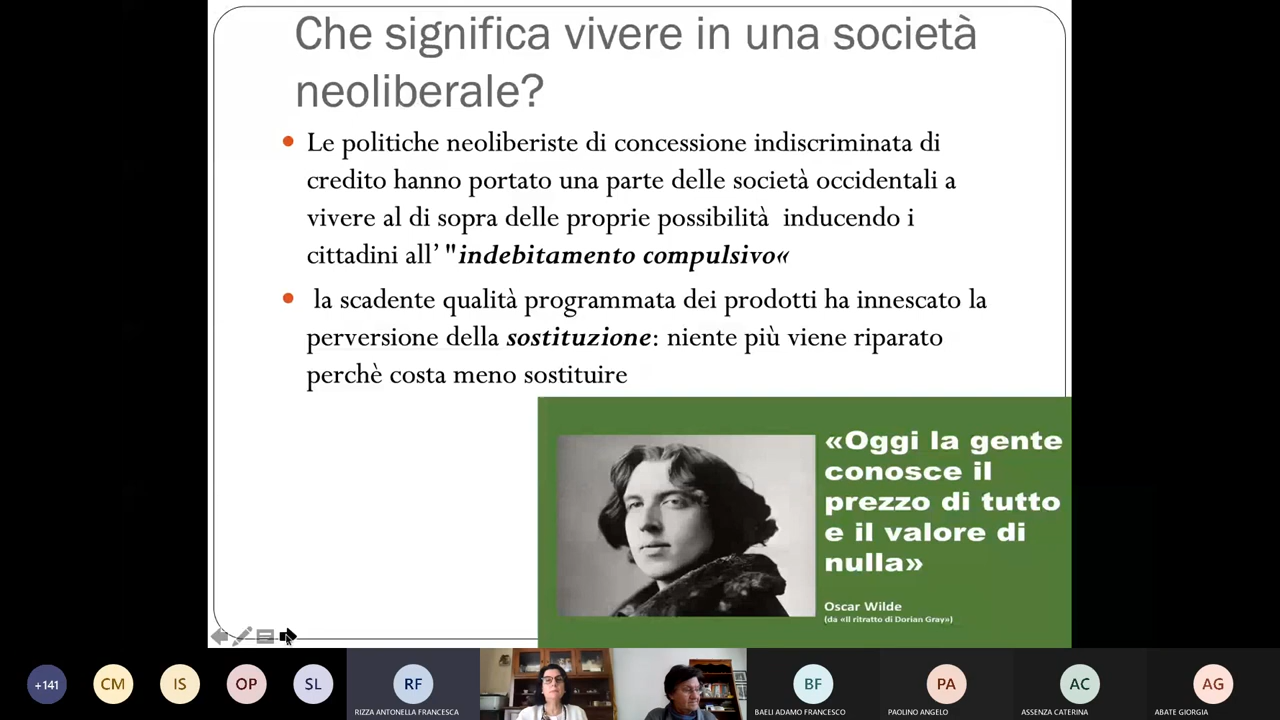 Che significa vivere in una società
neoliberale?
Le politiche neoliberiste di concessione indiscriminata di
credito hanno portato una parte delle società occidentali a
vivere al di sopra delle proprie possibilità  inducendo i
cittadini all’ "indebitamento compulsivo«
la scadente qualità programmata dei prodotti ha innescato la
perversione della sostituzione: niente più viene riparato
perchè costa meno sostituire
«Oggi la gente
conosce il
prezzo di tutto
e il valore di
nulla»
Oscar Wilde
(da «Il ritratto di Dorian Gray»)
+141
CM
IS
OP
SL
RF
RIZZA ANTONELLA FRANCESCA
BF
BAELI ADAMO FRANCESCO
PA
PAOLINO ANGELO
AC
ASSENZA CATERINA
AG
ABATE GIORGIA